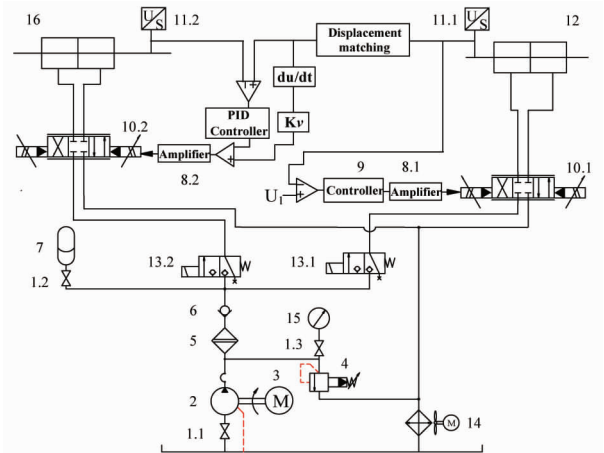 16
U
S
11.2
Displacement
matching
11.1
U
S
12
+
du/dt
PID
Controller
Kv
10.2
Amplifier
+
8.2
9
8.1
U1
+
Controller
Amplifier
10.1
7
1.2
13.2
13.1
6
15
5
1.3
4
3
2
M
1.1
M
14